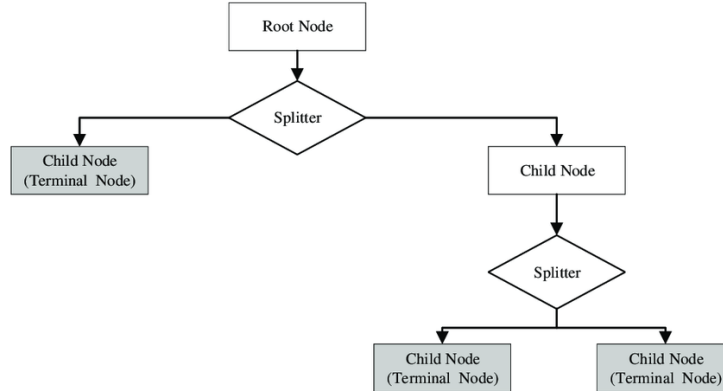 Root Node
Splitter
Child Node
(Terminal Node)
Child Node
Splitter
Child Node
(Terminal Node)
Child Node
(Terminal Node)